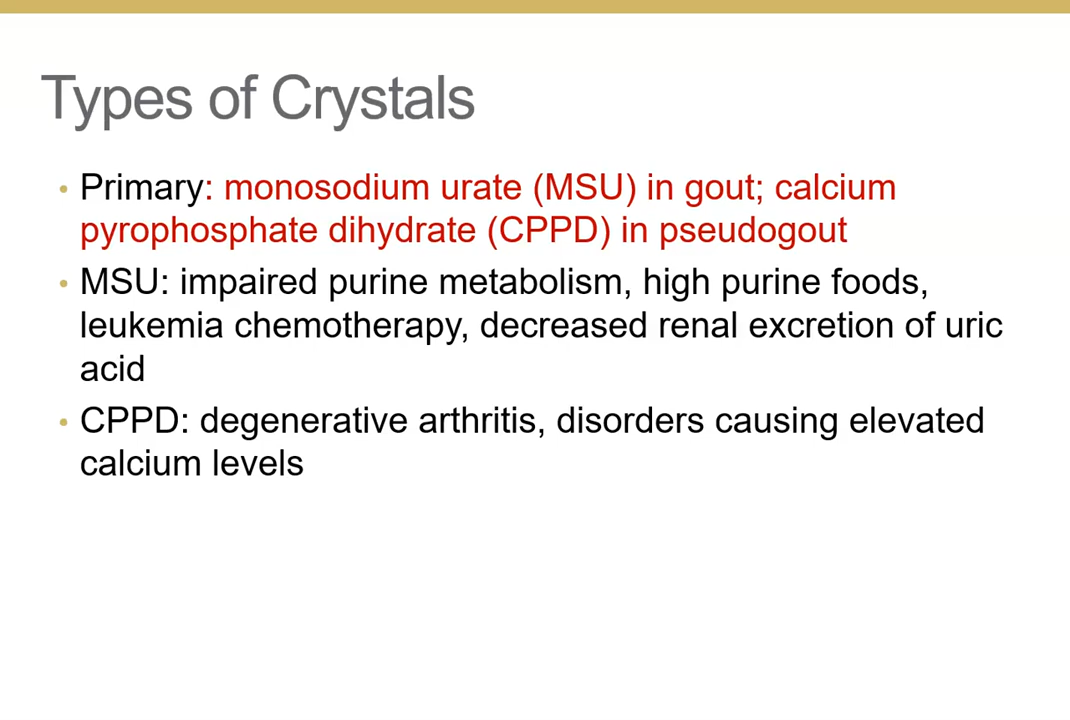 Types of Crystals
• Primary: monosodium urate (MSU) in gout; calcium
pyrophosphate dihydrate (CPPD) in pseudogout
• MSU: impaired purine metabolism, high purine foods,
leukemia chemotherapy, decreased renal excretion of uric
acid
• CPPD: degenerative arthritis, disorders causing elevated
calcium levels